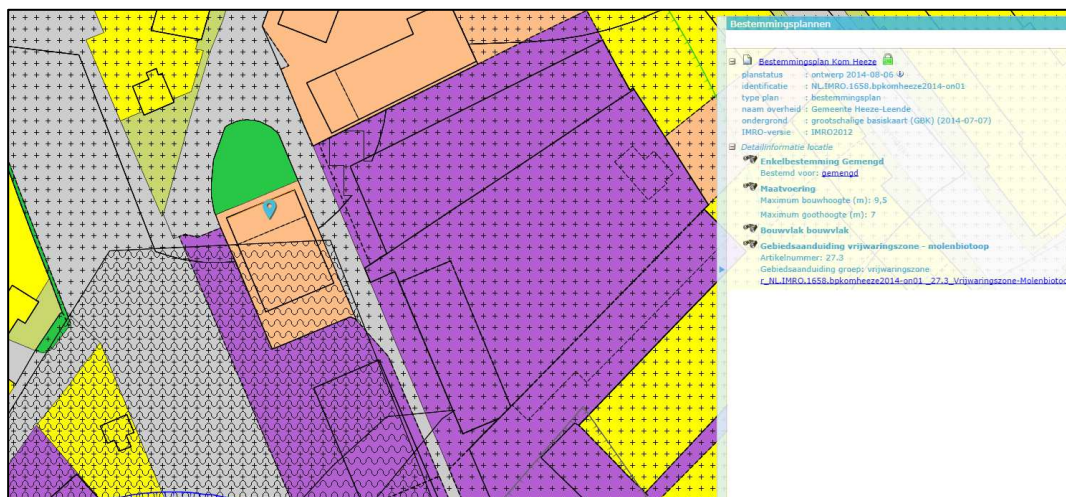 Bestemmingsplannen
Bestemmingsplan Kom Heeze
planstatus : ontwerp 2014-08-06
identificatie : NL.IMRO.1658.bpkomheeze2014-on01
type plan : bestemmingsplan
naam overheid : Gemeente Heeze-Leende
ondergrond : grootschalige basiskaart (GBK) (2014-07-07)
IMRO-versie : IMRO2012
Detailinformatie locatie
Enkelbestemming Gemengd
Bestemd voor: gemengd
Maatvoering
Maximum bouwhoogte (m): 9,5
Maximum goothoogte (m): 7
Bouwvlak bouwvlak
Gebiedsaanduiding vrijwaringszone - molenbiotoop
Artikelnummer: 27.3
Gebiedsaanduiding groep: vrijwaringszone
r_NL.IMRO.1658.bpkomheeze2014-on01 _27.3_Vrijwaringszone-Molenbiotoo